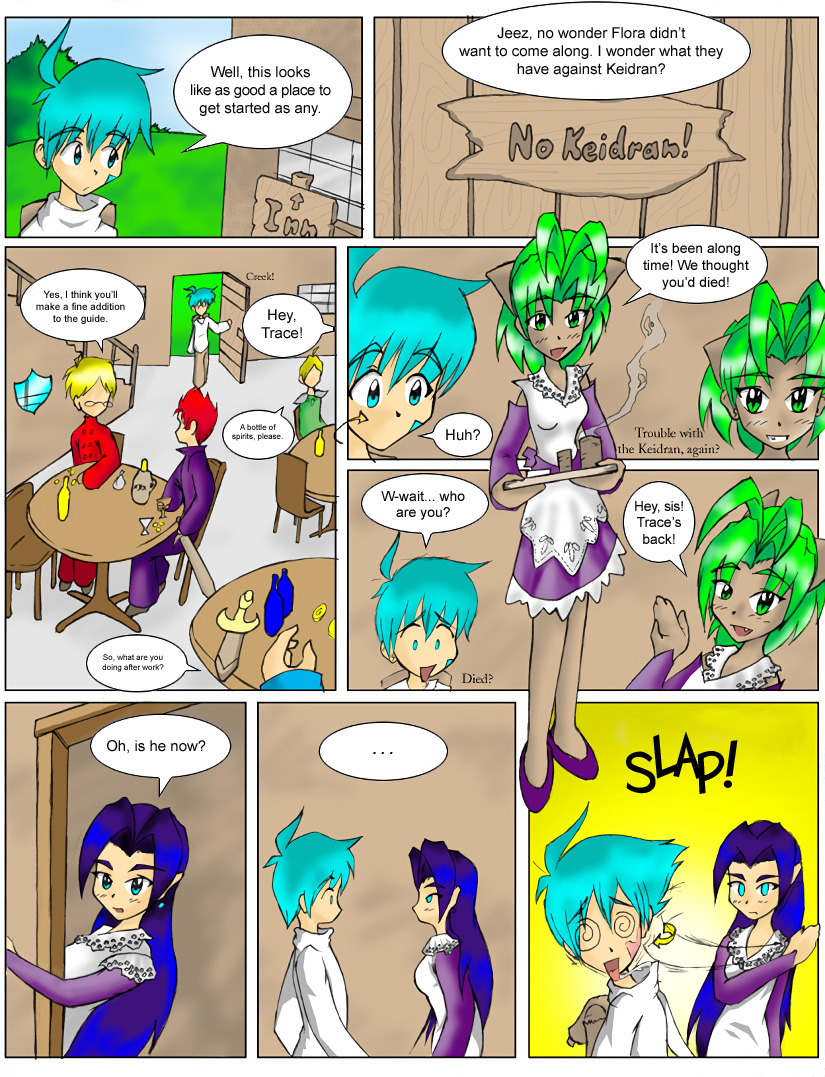 Well, this looks
like as good a place to
get started as any.
Inn
Jeez, no wonder Flora didn't
want to come along. I wonder what they
have against Keidran?
No Keidran!
Yes, I think you'll
make a fine addition
to the guide.
Creek!
Hey,
Trace!
A bottle of
spirits, please.
So, what are you
doing after work?
It's been along
time! We thought
you'd died!
Huh?
Trouble with
the Keidran, again?
W-wait... who
are you?
Died?
Hey, sis!
Trace's
back!
Oh, is he now?
...
SLAP!